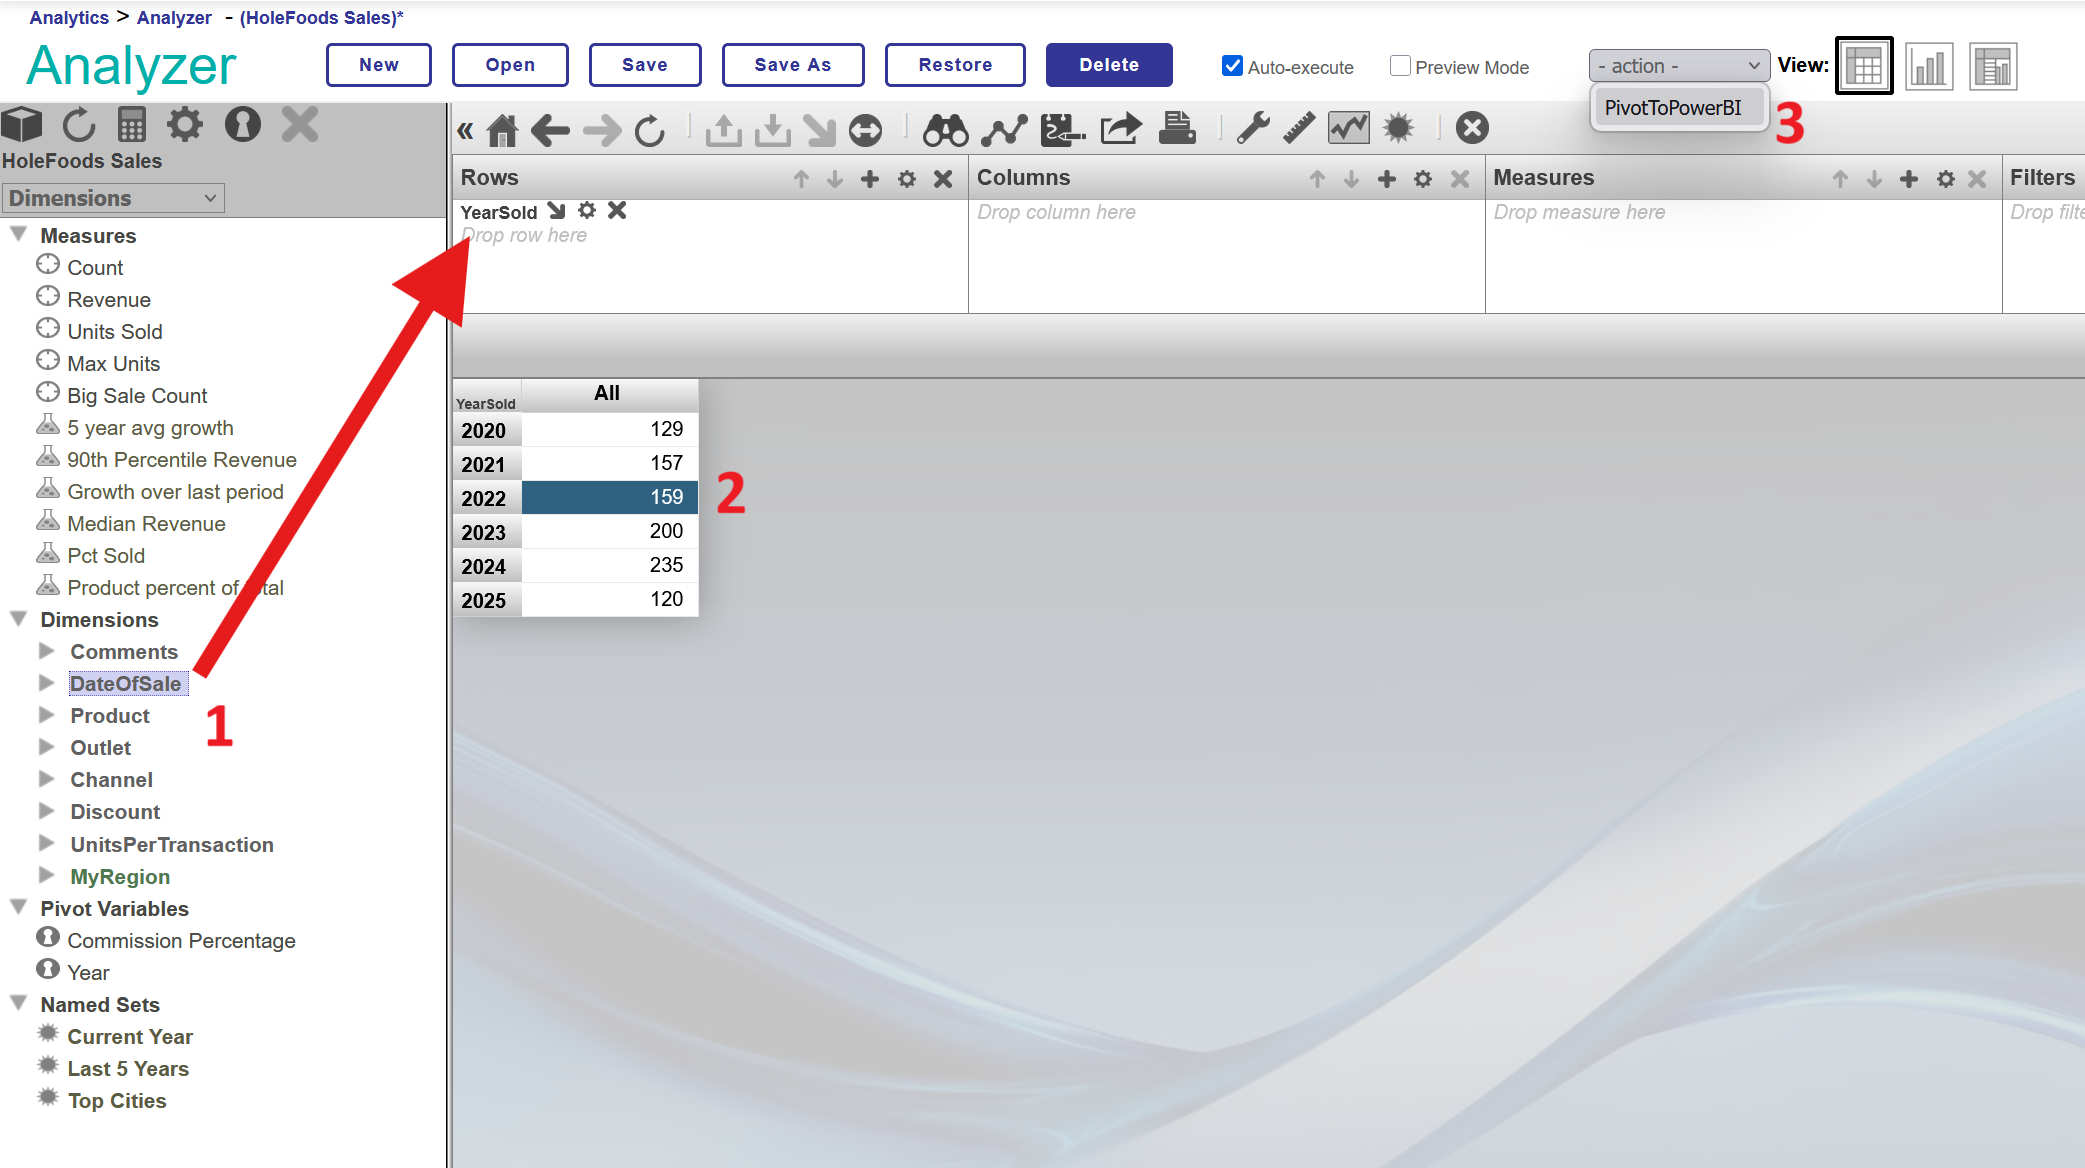 Analytics > Analyzer - (HoleFoods Sales)*
Analyzer
New
Open
Save
Save As
Restore
Delete
Auto-execute
Preview Mode
- action -
View:
PivotToPowerBI
3
HoleFoods Sales
Dimensions
Rows
Columns
Measures
Filters
YearSold
Drop row here
Drop column here
Drop measure here
Drop filte
Measures
Count
Revenue
Units Sold
Max Units
Big Sale Count
5 year avg growth
90th Percentile Revenue
Growth over last period
Median Revenue
Pct Sold
Product percent of total
Dimensions
Comments
DateOfSale
1
Product
Outlet
Channel
Discount
UnitsPerTransaction
MyRegion
Pivot Variables
Commission Percentage
Year
Named Sets
Current Year
Last 5 Years
Top Cities
YearSold All
2020 129
2021 157
2022 159
2023 200
2024 235
2025 120
2